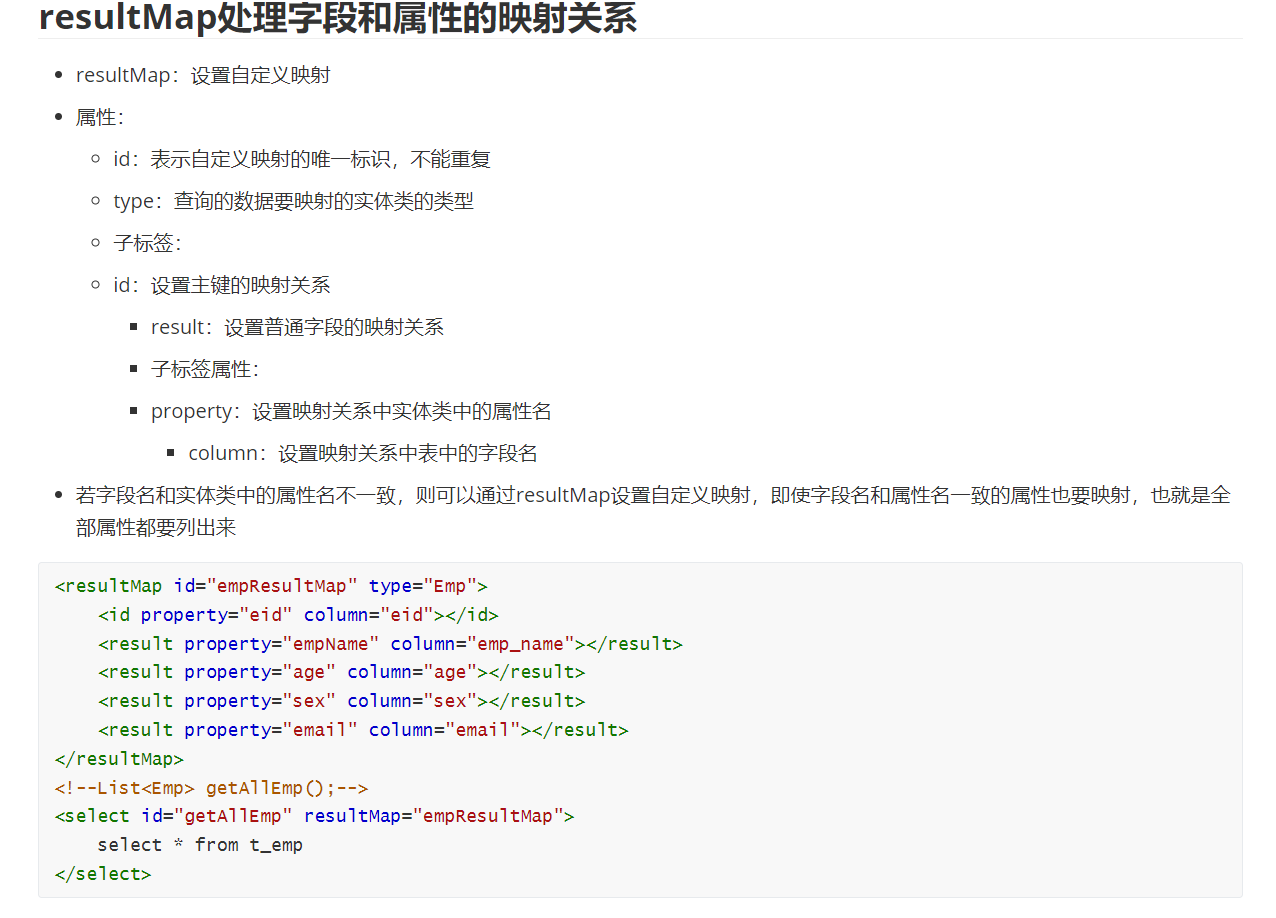 resultMap处理字段和属性的映射关系
resultMap：设置自定义映射
属性：
id：表示自定义映射的唯一标识，不能重复
type：查询的数据要映射的实体类的类型
子标签：
id：设置主键的映射关系
result：设置普通字段的映射关系
子标签属性：
property：设置映射关系中实体类中的属性名
column：设置映射关系中表中的字段名
若字段名和实体类中的属性名不一致，则可以通过resultMap设置自定义映射，即使字段名和属性名一致的属性也要映射，也就是全
部属性都要列出来
<resultMap id="empResultMap" type="Emp">
    <id property="eid" column="eid"></id>
    <result property="empName" column="emp_name"></result>
    <result property="age" column="age"></result>
    <result property="sex" column="sex"></result>
    <result property="email" column="email"></result>
</resultMap>
<!--List<Emp> getAllEmp();-->
<select id="getAllEmp" resultMap="empResultMap">
    select * from t_emp
</select>